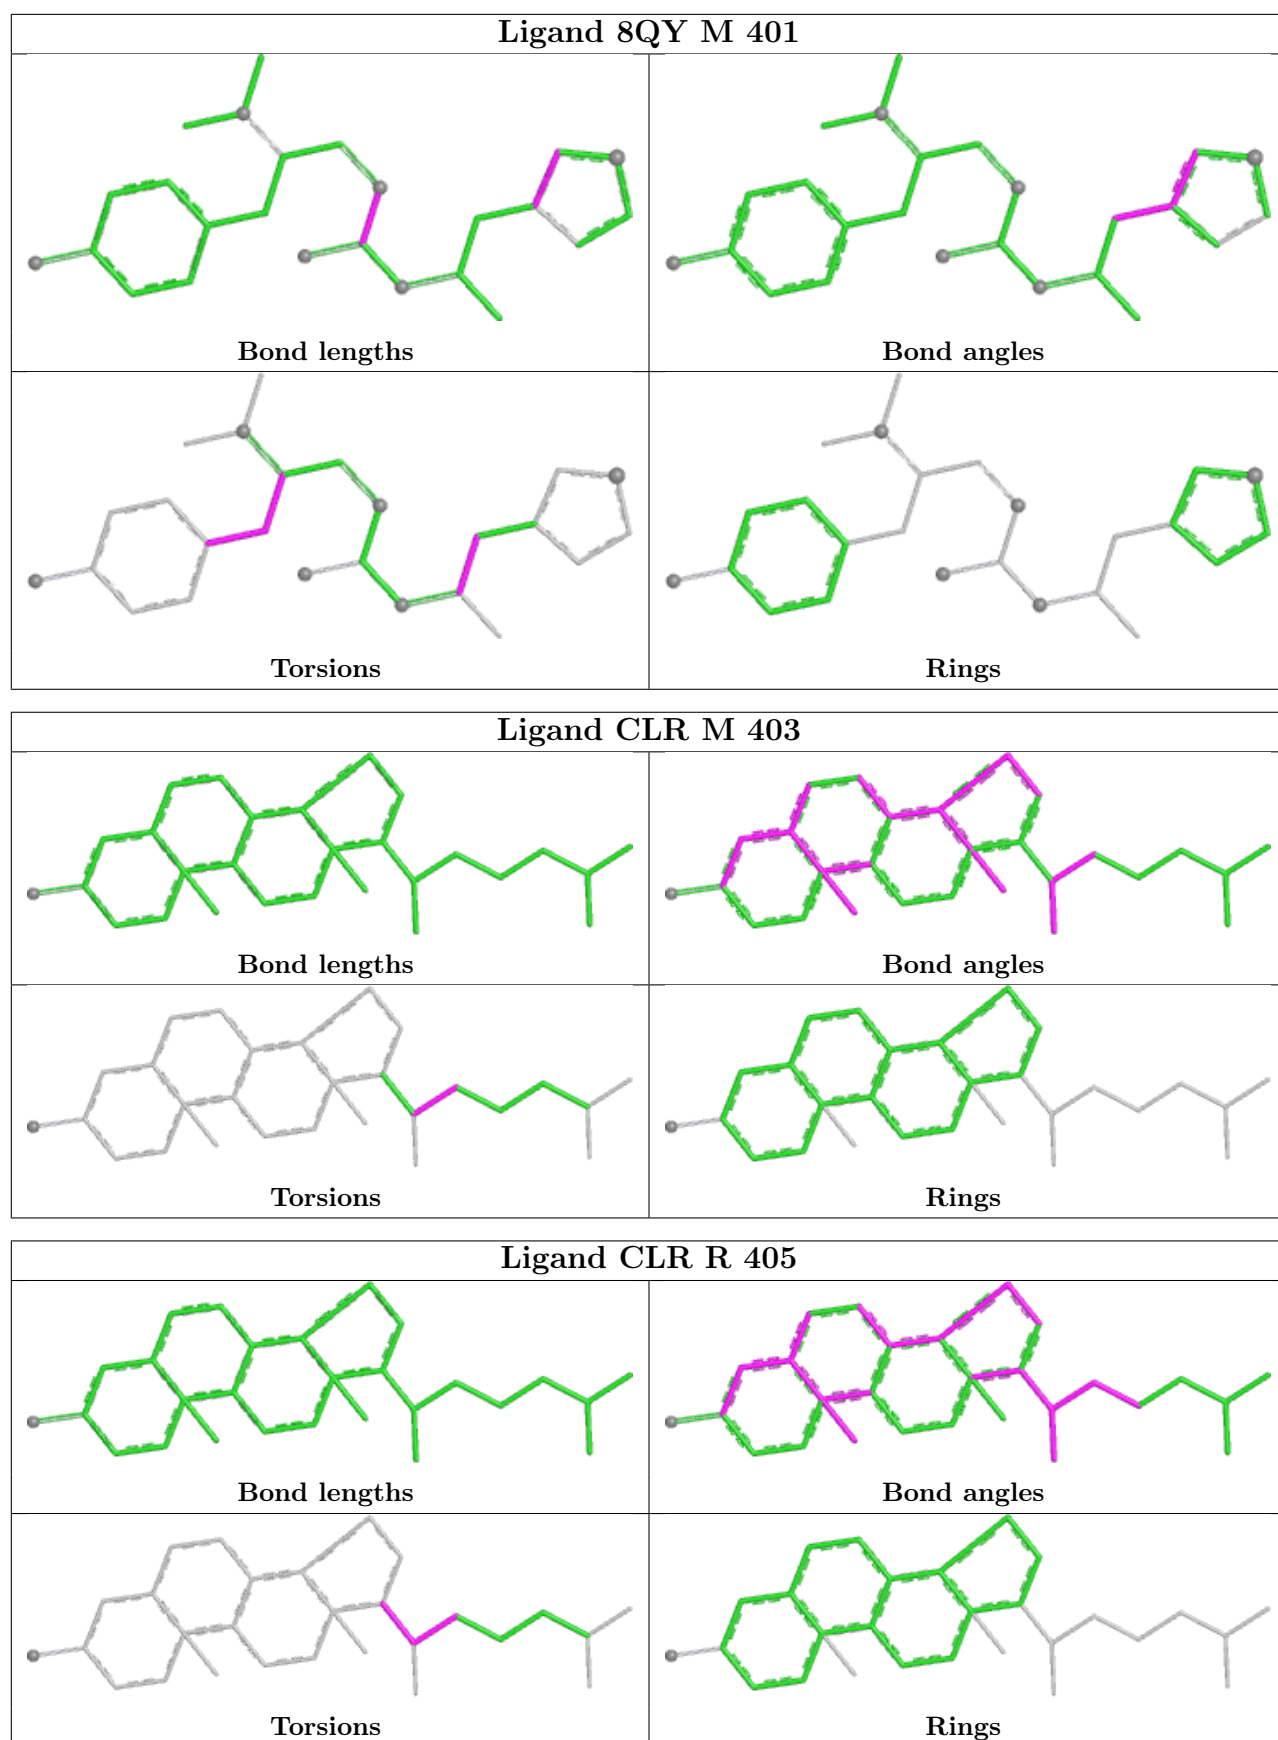 Ligand 8QY M 401
Bond lengths
Bond angles
Torsions
Rings
Ligand CLR M 403
Bond lengths
Bond angles
Torsions
Rings
Ligand CLR R 405
Bond lengths
Bond angles
Torsions
Rings